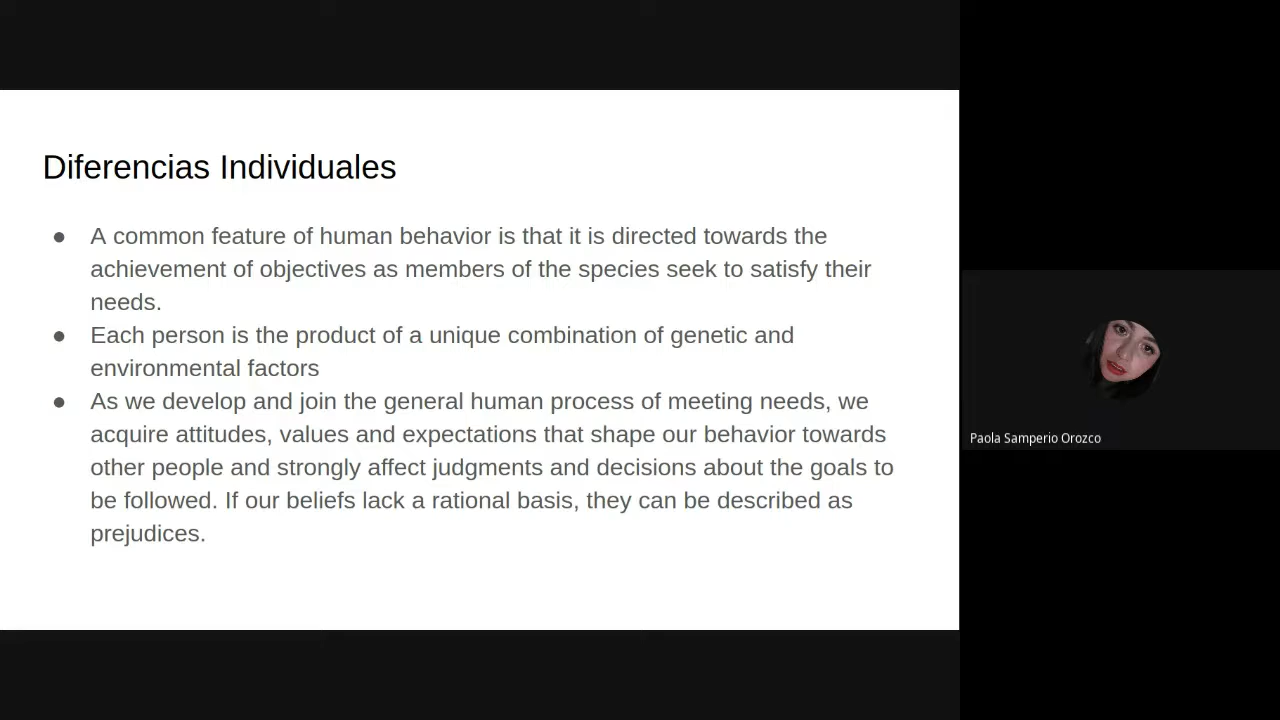 Diferencias Individuales
● A common feature of human behavior is that it is directed towards the
achievement of objectives as members of the species seek to satisfy their
needs.
● Each person is the product of a unique combination of genetic and
environmental factors
● As we develop and join the general human process of meeting needs, we
acquire attitudes, values and expectations that shape our behavior towards
other people and strongly affect judgments and decisions about the goals to
be followed. If our beliefs lack a rational basis, they can be described as
prejudices.
Paola Samperio Orozco